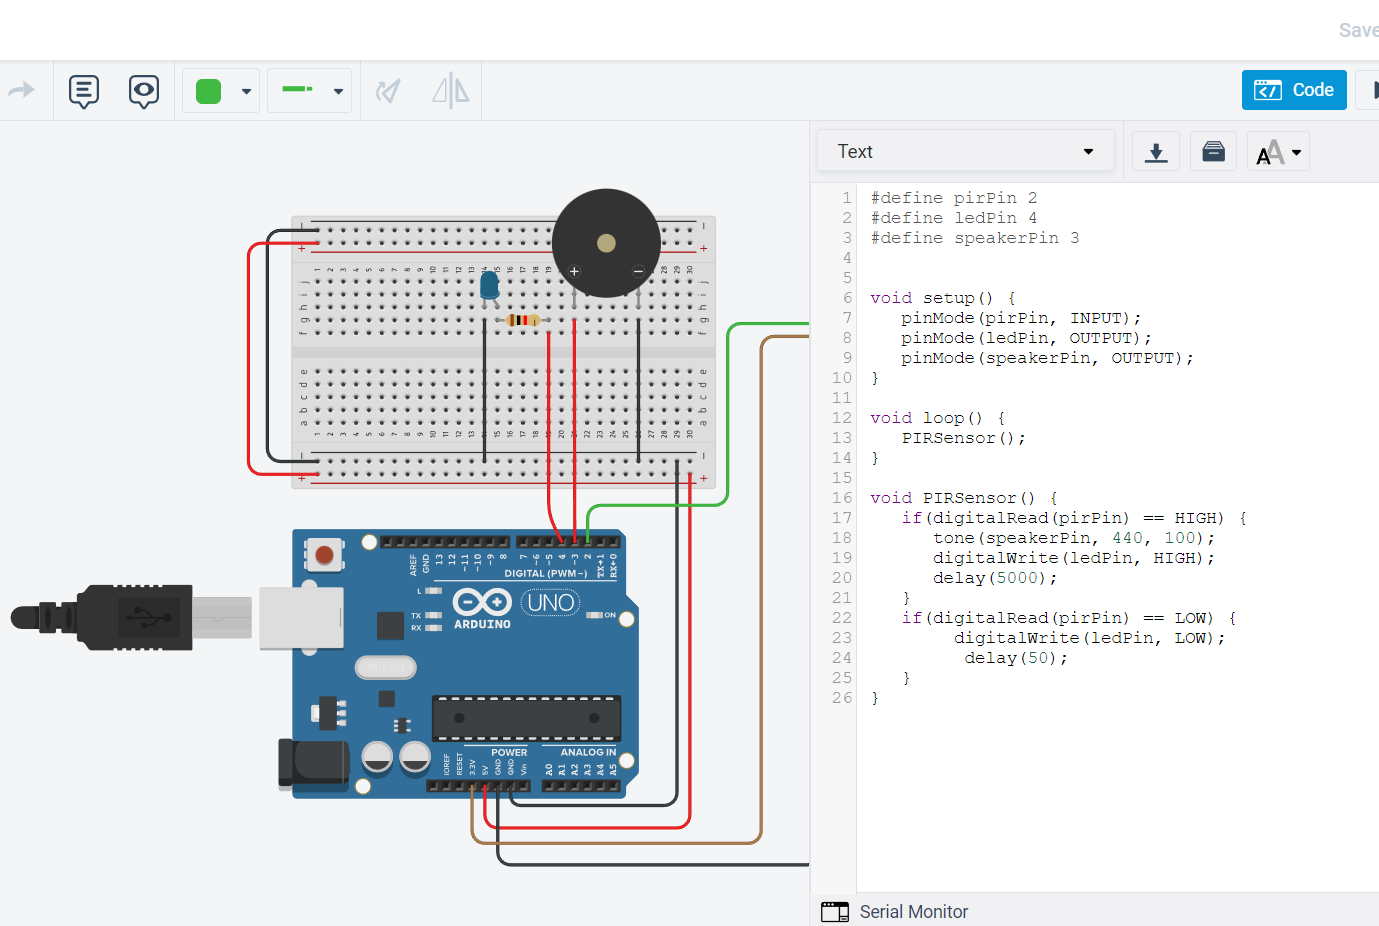 Save
Code
Text
1 #define pirPin 2
2 #define ledPin 4
3 #define speakerPin 3
4
5
6 void setup() {
7 pinMode(pirPin, INPUT);
8 pinMode(ledPin, OUTPUT);
9 pinMode(speakerPin, OUTPUT);
10 }
11
12 void loop() {
13 PIRSensor();
14 }
15
16 void PIRSensor() {
17 if(digitalRead(pirPin) == HIGH) {
18 tone(speakerPin, 440, 100);
19 digitalWrite(ledPin, HIGH);
20 delay(5000);
21 }
22 if(digitalRead(pirPin) == LOW) {
23 digitalWrite(ledPin, LOW);
24 delay(50);
25 }
26 }
Serial Monitor
AREF GND 13 12 ~11 ~10 ~9 8 7 ~6 ~5 4 ~3 2 TX→1 RX←0
DIGITAL (PWM~)
L
TX
RX
ARDUINO
UNO
ON
POWER
ANALOG IN
IOREF RESET 3.3V 5V GND GND Vin A0 A1 A2 A3 A4 A5